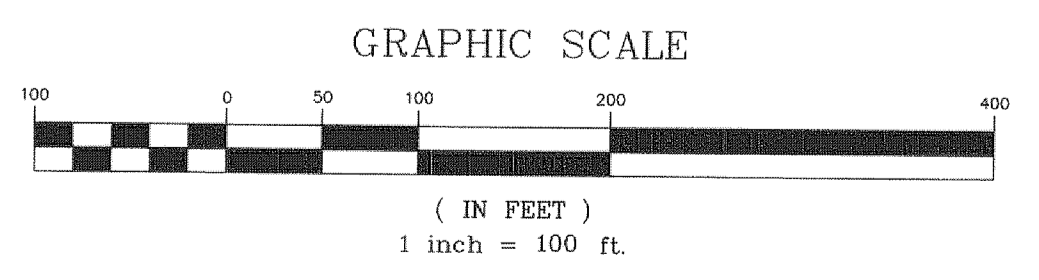 GRAPHIC SCALE
100 0 50 100 200 400
( IN FEET )
1 inch = 100 ft.